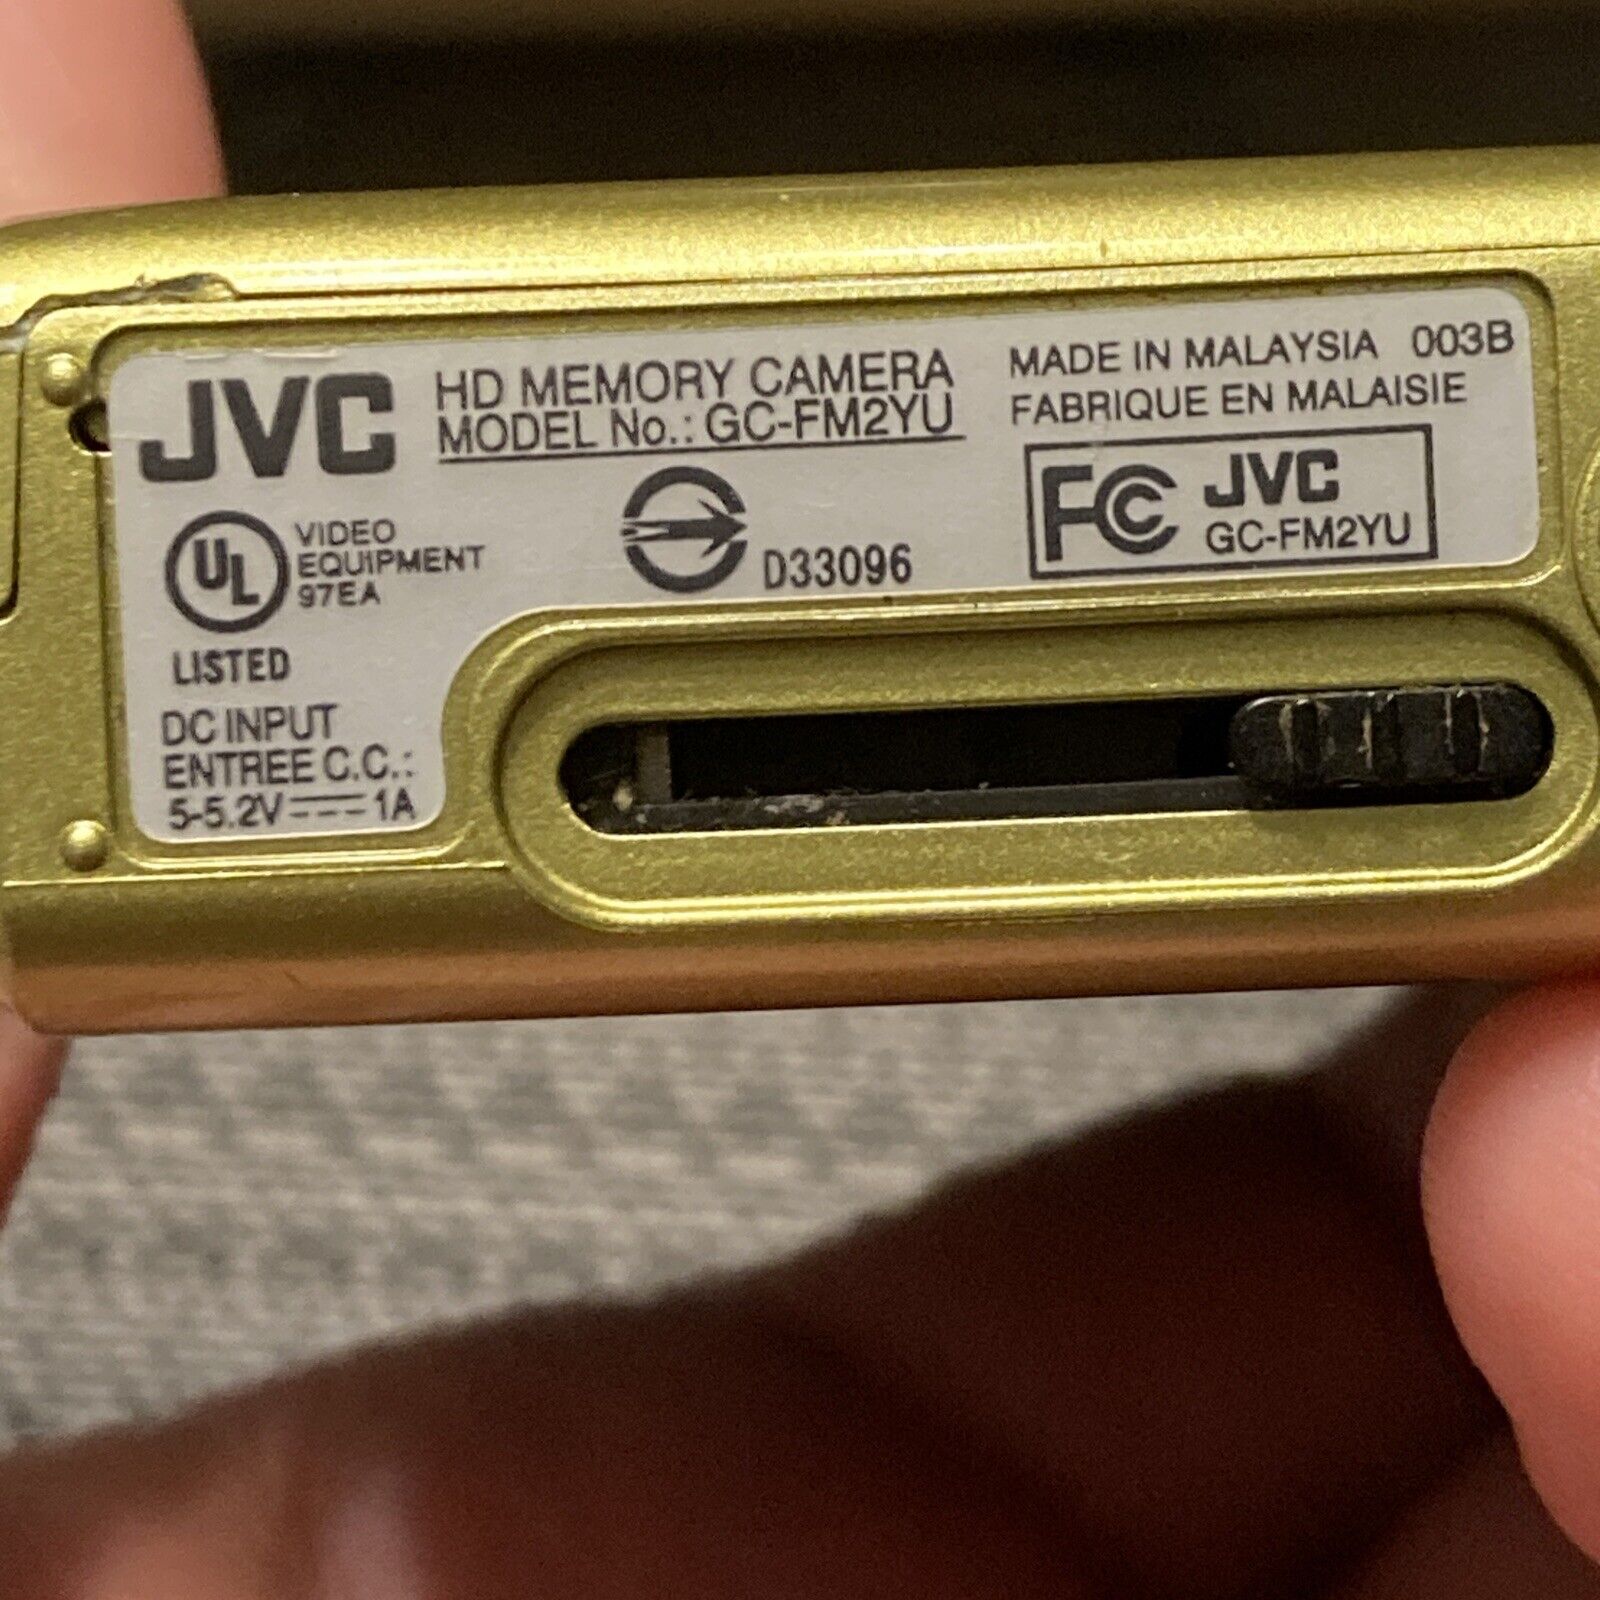 JVC
HD MEMORY CAMERA
MODEL No.: GC-FM2YU
MADE IN MALAYSIA 003B
FABRIQUE EN MALAISIE
UL
VIDEO
EQUIPMENT
97EA
LISTED
D33096
FC JVC
GC-FM2YU
DC INPUT
ENTREE C.C.:
5-5.2V⎓1A